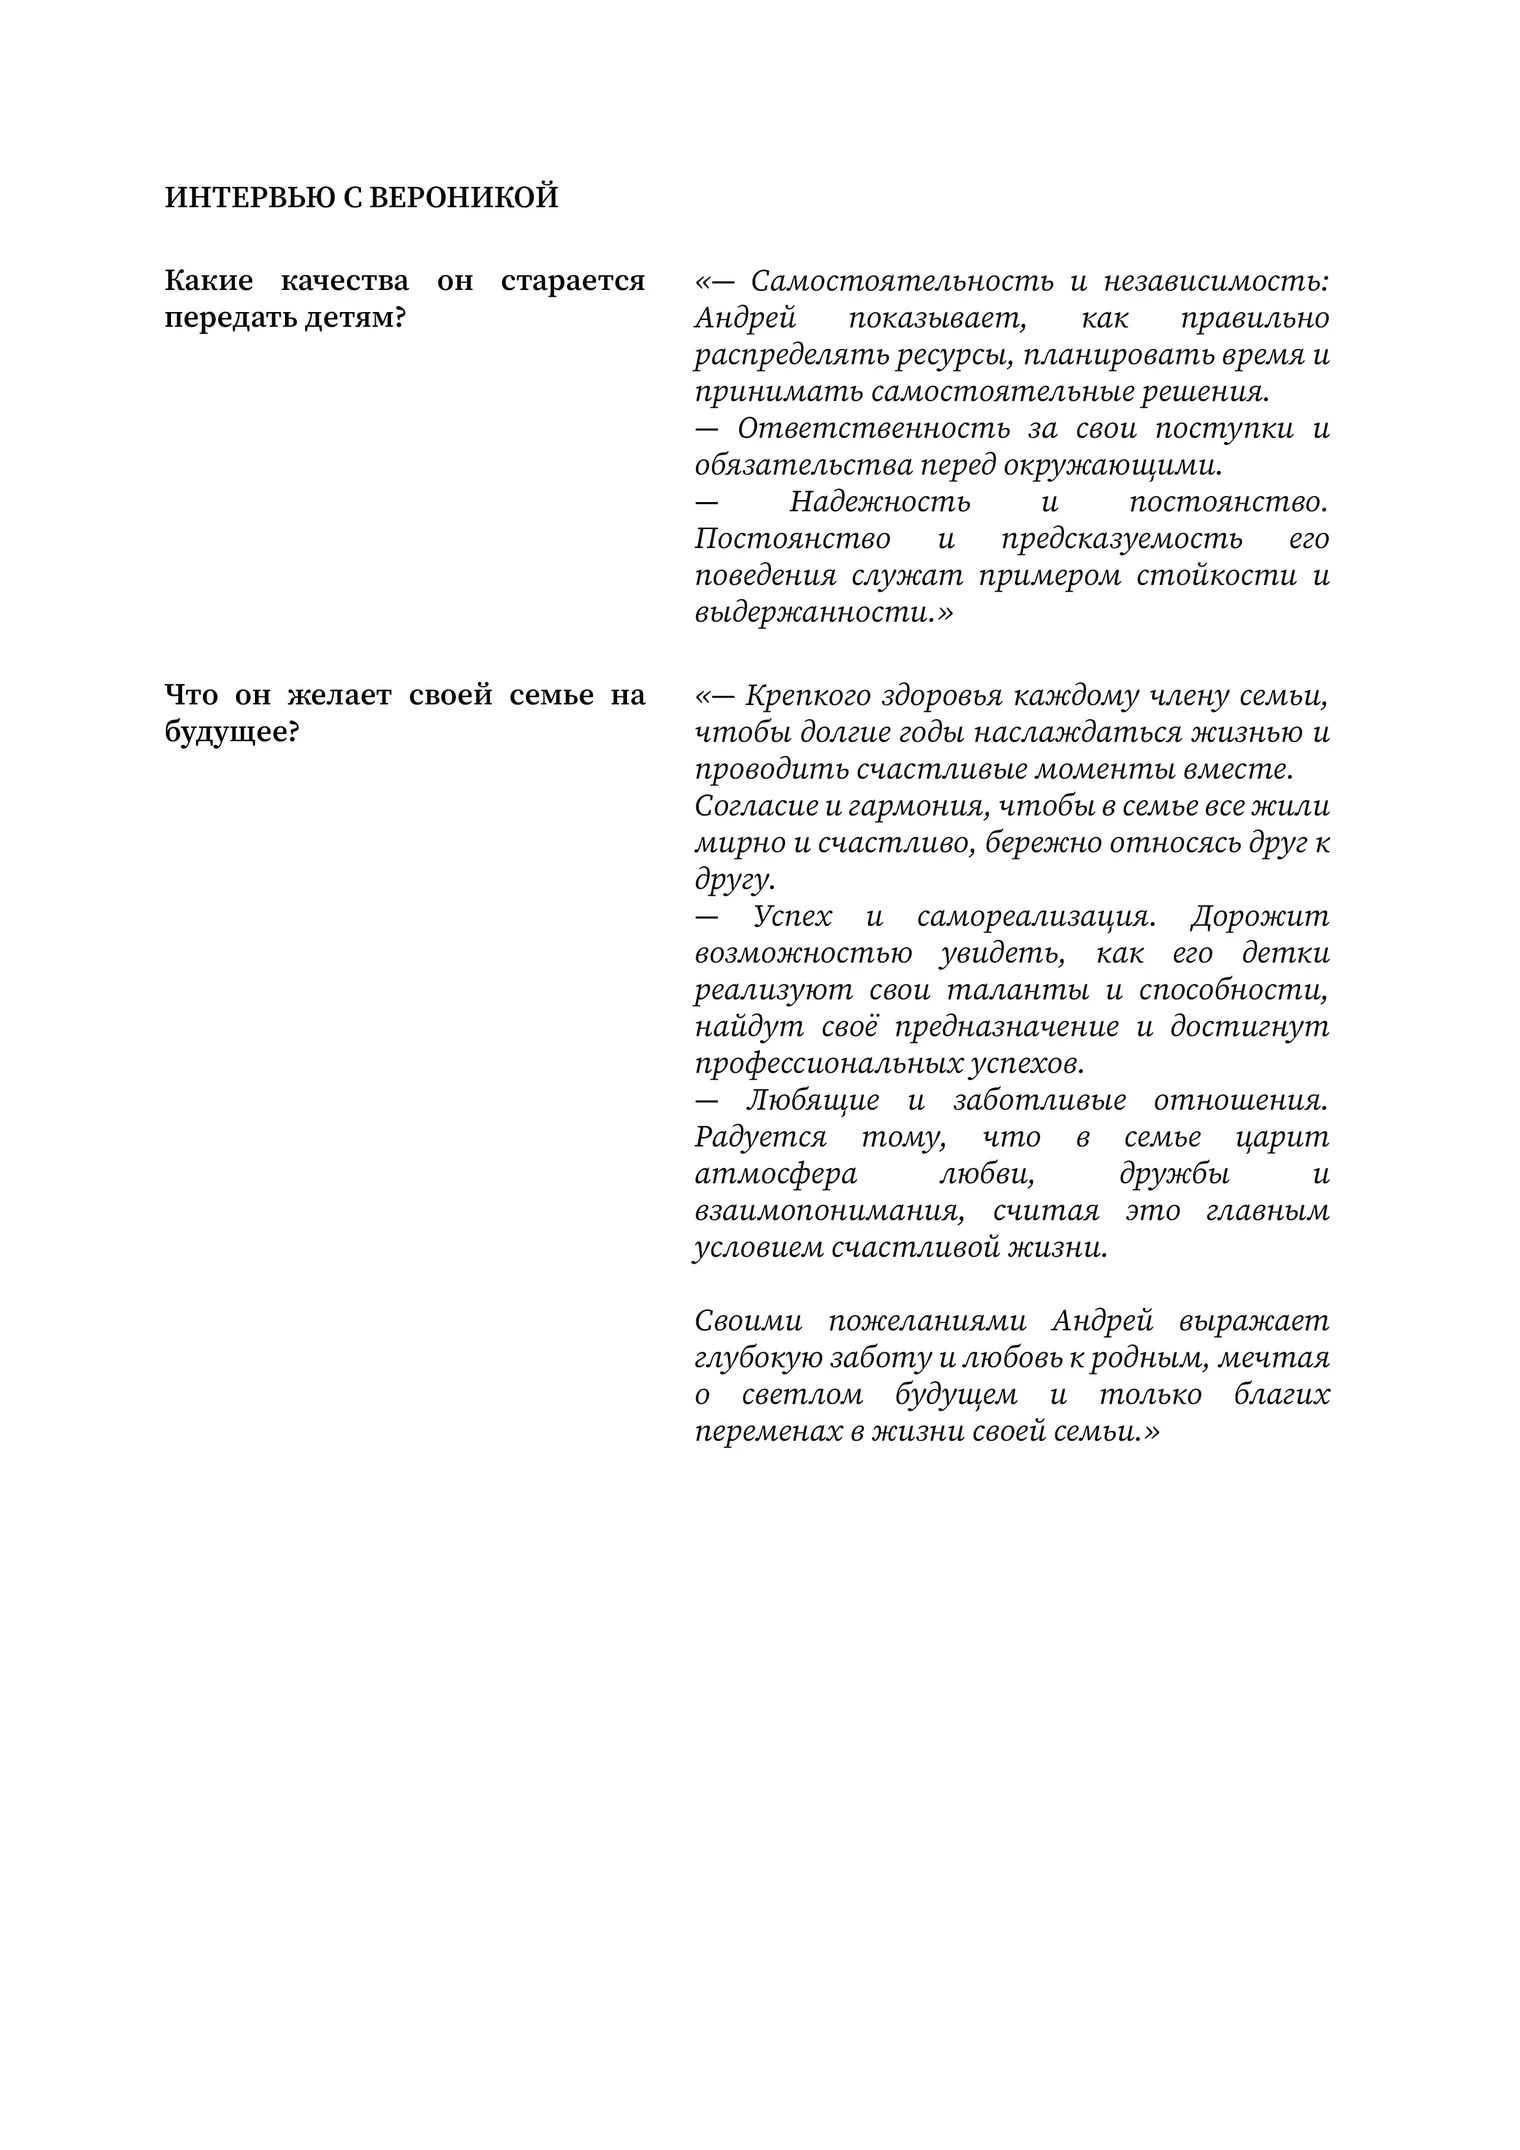 ИНТЕРВЬЮ С ВЕРОНИКОЙ
Какие качества он старается
передать детям?
«— Самостоятельность и независимость:
Андрей показывает, как правильно
распределять ресурсы, планировать время и
принимать самостоятельные решения.
— Ответственность за свои поступки и
обязательства перед окружающими.
— Надежность и постоянство.
Постоянство и предсказуемость его
поведения служат примером стойкости и
выдержанности.»
Что он желает своей семье на
будущее?
«— Крепкого здоровья каждому члену семьи,
чтобы долгие годы наслаждаться жизнью и
проводить счастливые моменты вместе.
Согласие и гармония, чтобы в семье все жили
мирно и счастливо, бережно относясь друг к
другу.
— Успех и самореализация. Дорожит
возможностью увидеть, как его детки
реализуют свои таланты и способности,
найдут своё предназначение и достигнут
профессиональных успехов.
— Любящие и заботливые отношения.
Радуется тому, что в семье царит
атмосфера любви, дружбы и
взаимопонимания, считая это главным
условием счастливой жизни.
Своими пожеланиями Андрей выражает
глубокую заботу и любовь к родным, мечтая
о светлом будущем и только благих
переменах в жизни своей семьи.»